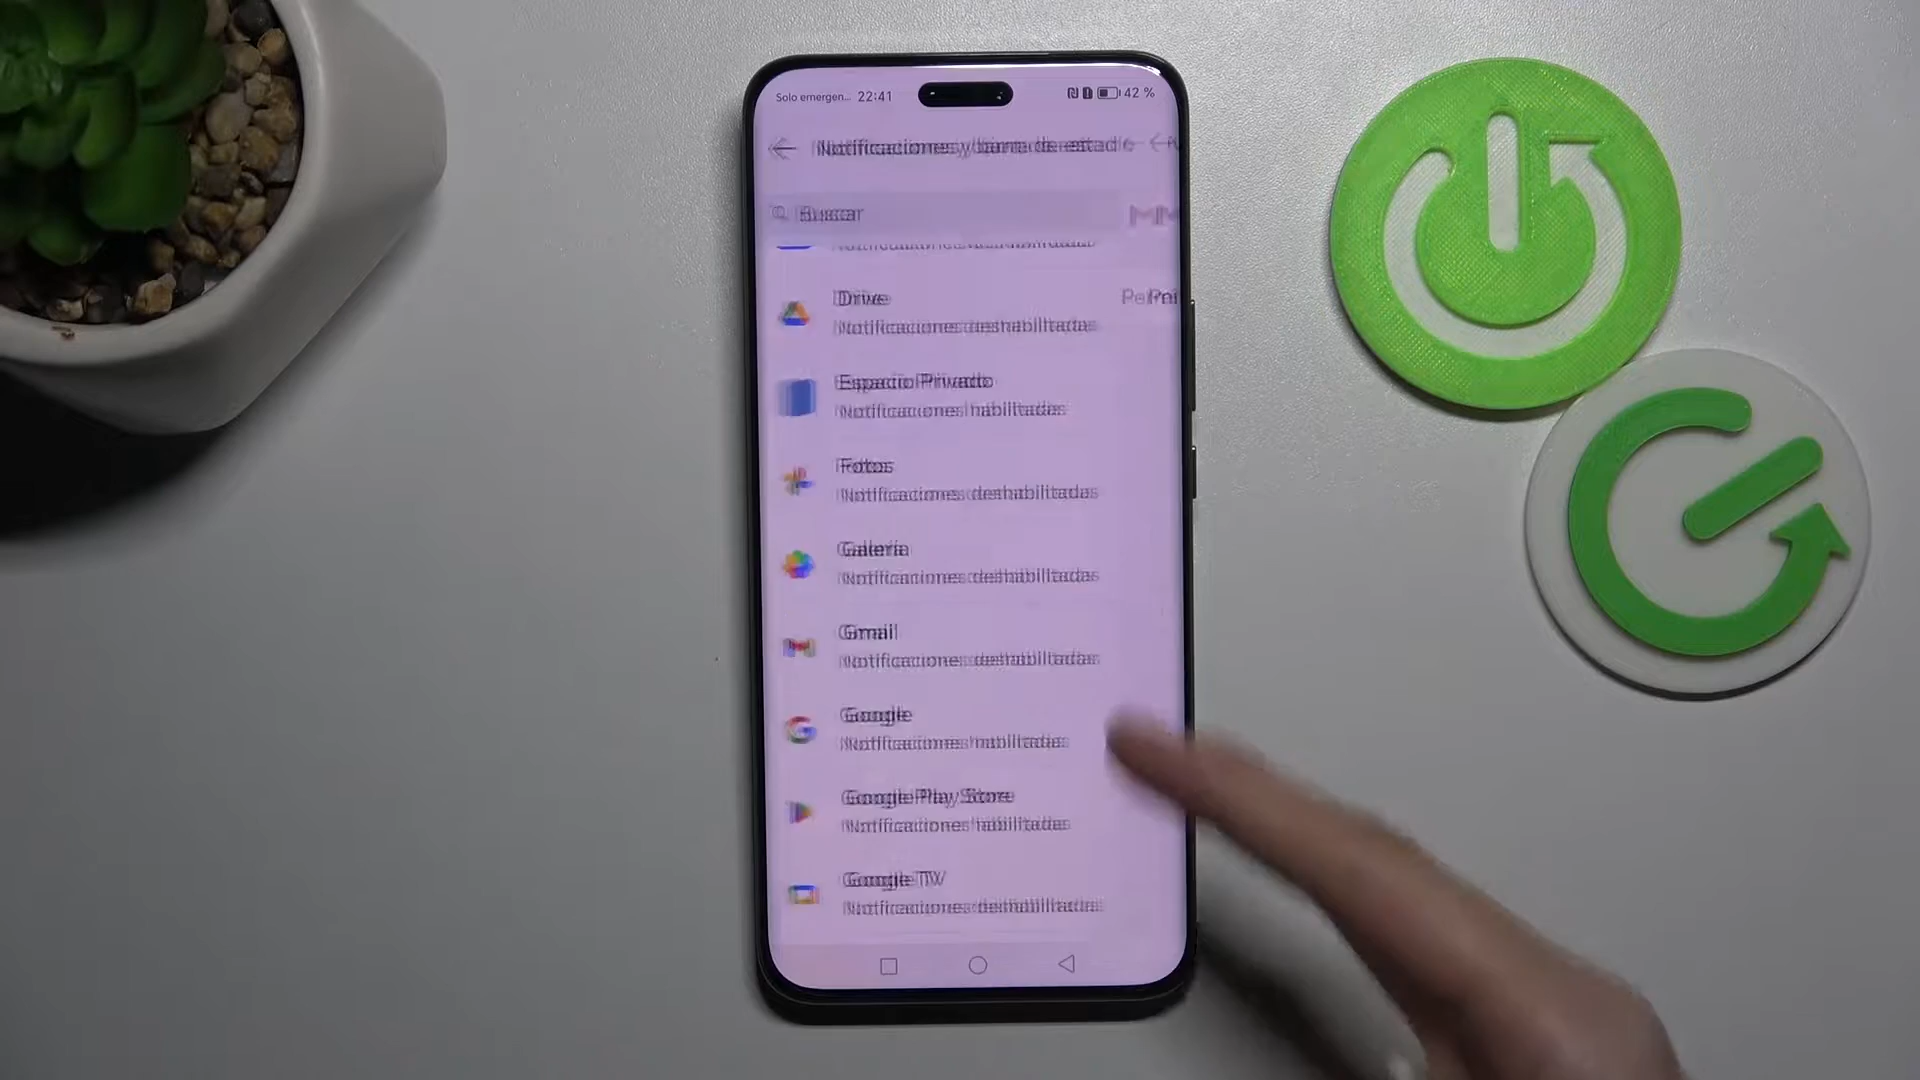 Solo emergen... 22:41 42 %
Notificaciones y barra de estado
Buscar
Drive
Notificaciones deshabilitadas
Espacio Privado
Notificaciones habilitadas
Fotos
Notificaciones deshabilitadas
Galería
Notificaciones deshabilitadas
Gmail
Notificaciones deshabilitadas
Google
Notificaciones habilitadas
Google Play Store
Notificaciones habilitadas
Google TV
Notificaciones deshabilitadas